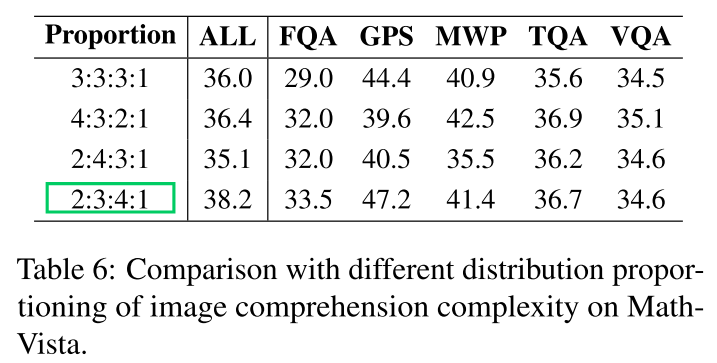 Proportion ALL FQA GPS MWP TQA VQA
3:3:3:1 36.0 29.0 44.4 40.9 35.6 34.5
4:3:2:1 36.4 32.0 39.6 42.5 36.9 35.1
2:4:3:1 35.1 32.0 40.5 35.5 36.2 34.6
2:3:4:1 38.2 33.5 47.2 41.4 36.7 34.6
Table 6: Comparison with different distribution propor-
tioning of image comprehension complexity on Math-
Vista.